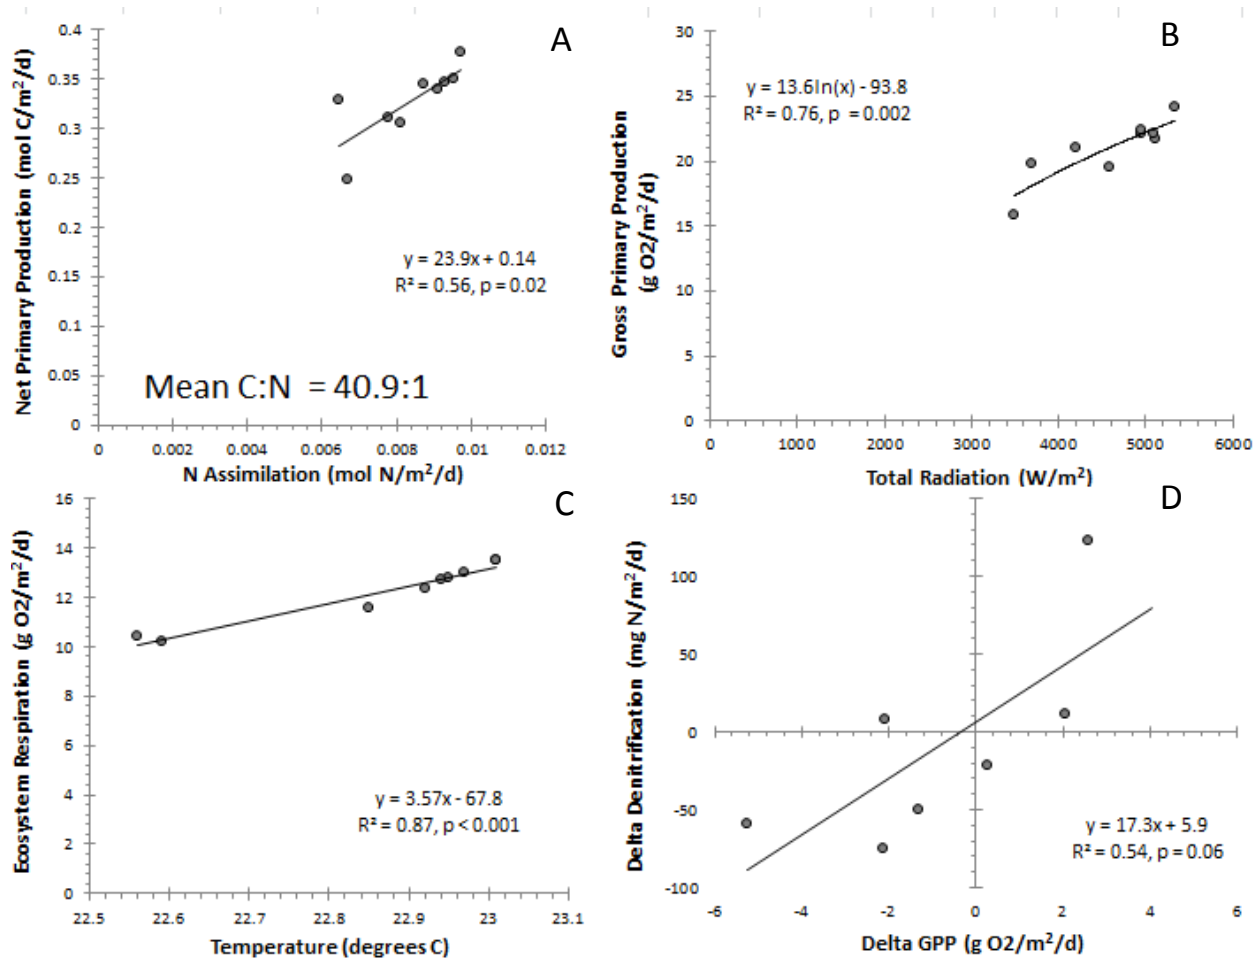 A
Net Primary Production (mol C/m²/d)
0.4
0.35
0.3
0.25
0.2
0.15
0.1
0.05
0
y = 23.9x + 0.14
R² = 0.56, p = 0.02
Mean C:N = 40.9:1
0 0.002 0.004 0.006 0.008 0.01 0.012
N Assimilation (mol N/m²/d)
B
Gross Primary Production
(g O2/m²/d)
30
25
20
15
10
5
0
y = 13.6ln(x) - 93.8
R² = 0.76, p = 0.002
0 1000 2000 3000 4000 5000 6000
Total Radiation (W/m²)
C
Ecosystem Respiration (g O2/m²/d)
16
14
12
10
8
6
4
2
0
y = 3.57x - 67.8
R² = 0.87, p < 0.001
22.5 22.6 22.7 22.8 22.9 23 23.1
Temperature (degrees C)
D
Delta Denitrification (mg N/m²/d)
150
100
50
0
-50
-100
y = 17.3x + 5.9
R² = 0.54, p = 0.06
-6 -4 -2 0 2 4 6
Delta GPP (g O2/m²/d)